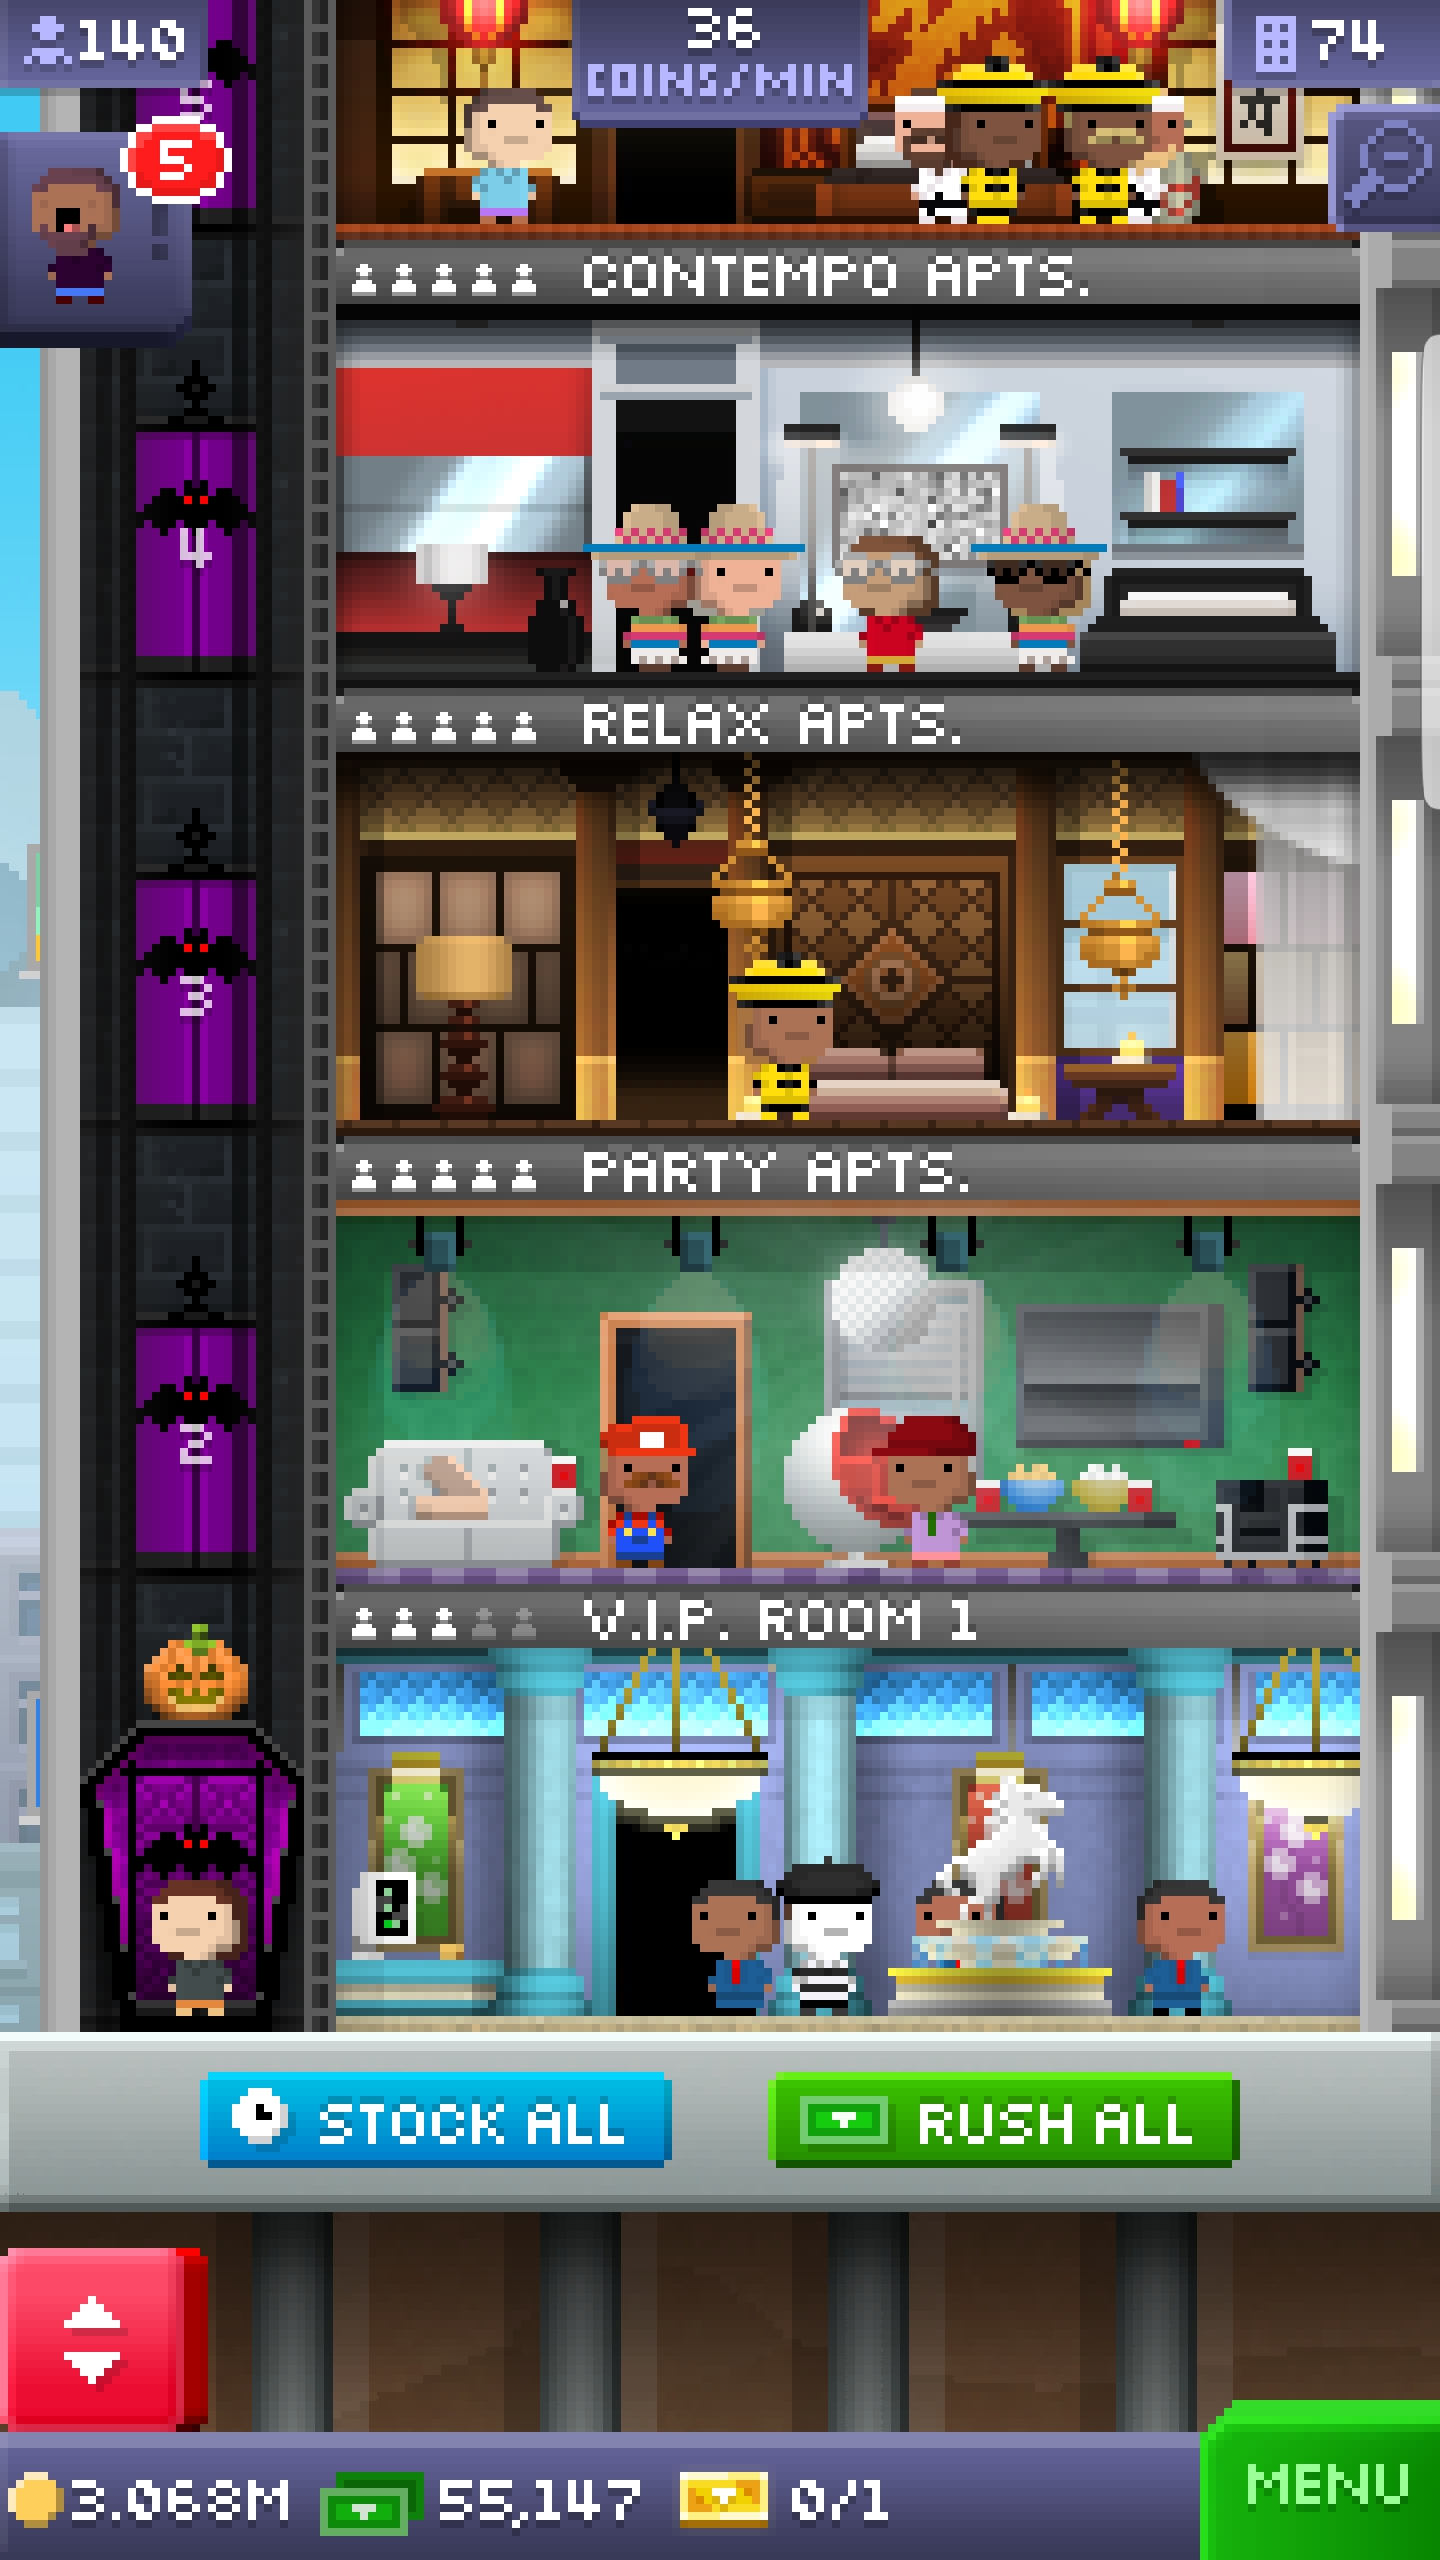 140
36
COINS/MIN
74
5
5
CONTEMPO APTS.
4
RELAX APTS.
3
PARTY APTS.
2
V.I.P. ROOM 1
STOCK ALL
RUSH ALL
3.068M
55,147
0/1
MENU